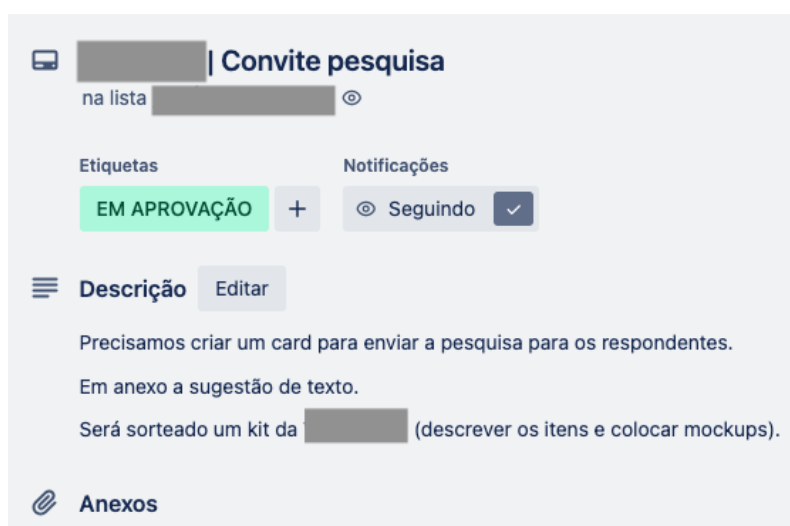 | Convite pesquisa
na lista
Etiquetas
Notificações
EM APROVAÇÃO
+
Seguindo
Descrição
Editar
Precisamos criar um card para enviar a pesquisa para os respondentes.
Em anexo a sugestão de texto.
Será sorteado um kit da (descrever os itens e colocar mockups).
Anexos